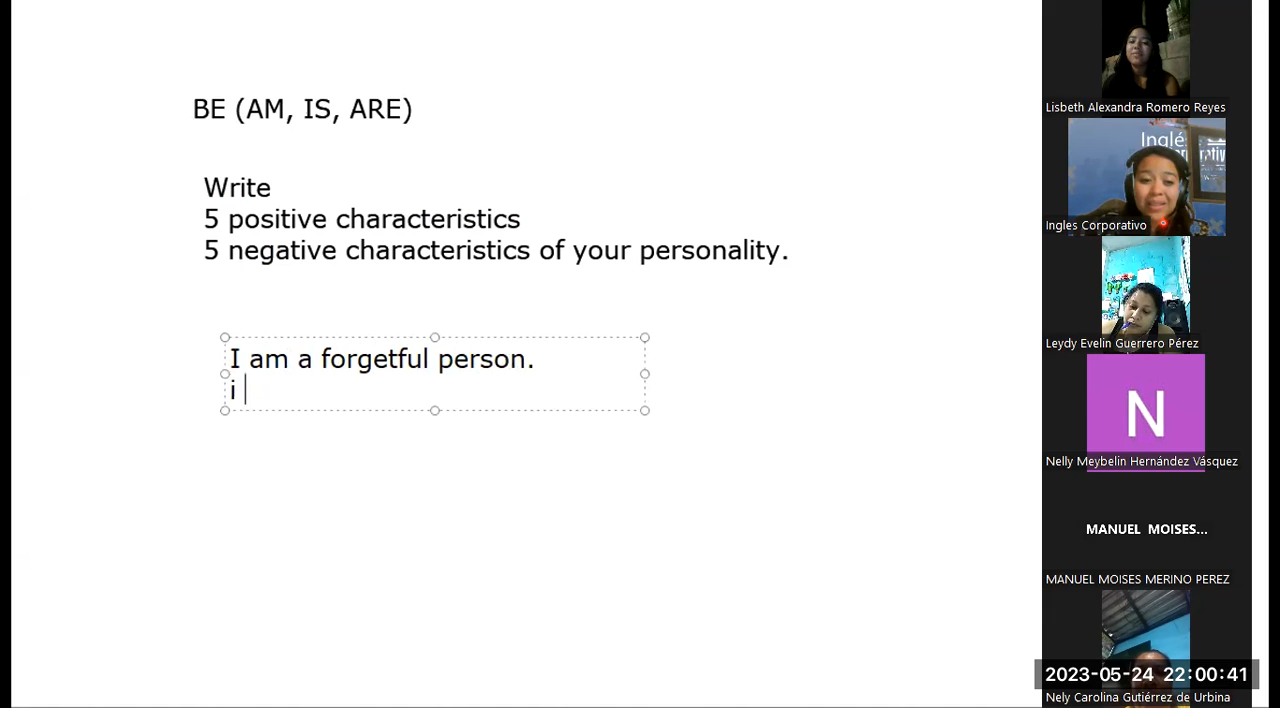 BE (AM, IS, ARE)
Write
5 positive characteristics
5 negative characteristics of your personality.
I am a forgetful person.
i
Lisbeth Alexandra Romero Reyes
Inglés
Ingles Corporativo
Leydy Evelin Guerrero Pérez
N
Nelly Meybelin Hernández Vásquez
MANUEL MOISES...
MANUEL MOISES MERINO PEREZ
2023-05-24 22:00:41
Nely Carolina Gutiérrez de Urbina